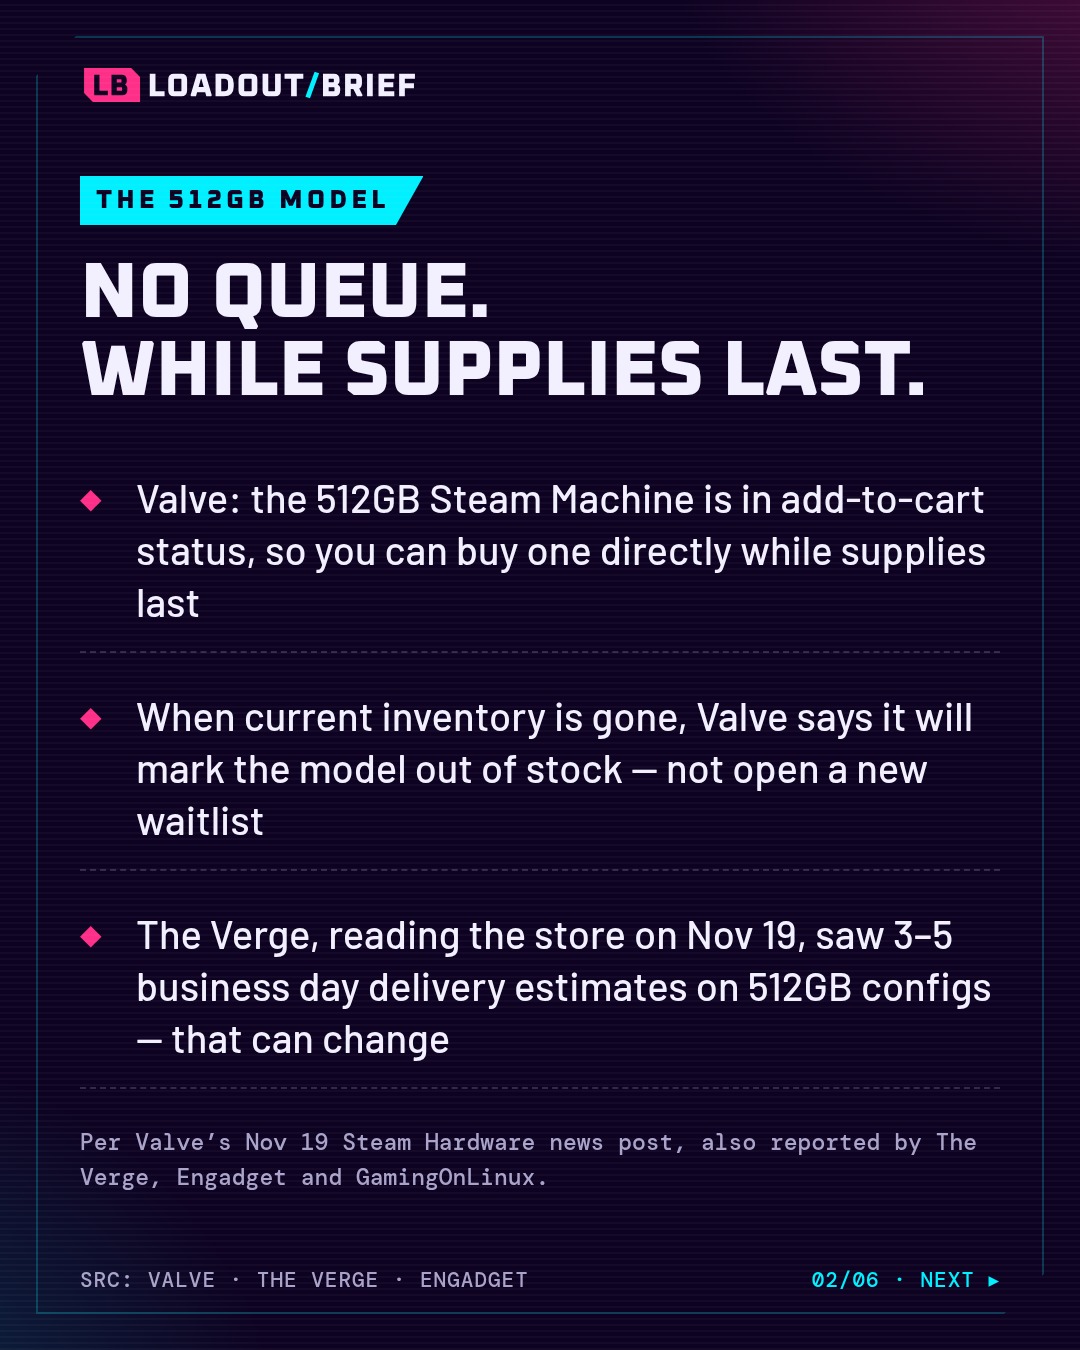 LB LOADOUT/BRIEF
THE 512GB MODEL
NO QUEUE.
WHILE SUPPLIES LAST.
Valve: the 512GB Steam Machine is in add-to-cart
status, so you can buy one directly while supplies
last
When current inventory is gone, Valve says it will
mark the model out of stock — not open a new
waitlist
The Verge, reading the store on Nov 19, saw 3–5
business day delivery estimates on 512GB configs
— that can change
Per Valve’s Nov 19 Steam Hardware news post, also reported by The
Verge, Engadget and GamingOnLinux.
SRC: VALVE · THE VERGE · ENGADGET
02/06 · NEXT ▸